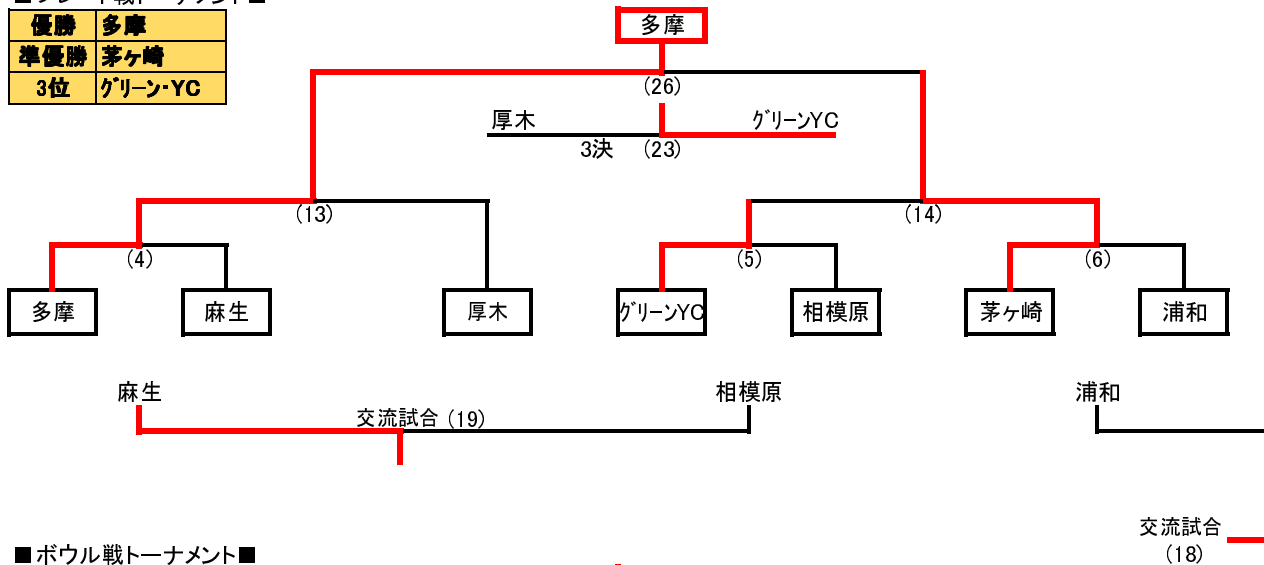 優勝 多摩
準優勝 茅ヶ崎
3位 ｸﾞﾘｰﾝ・YC
多摩
(26)
厚木 ｸﾞﾘｰﾝYC
3決 (23)
(13) (14)
(4) (5) (6)
多摩 麻生 厚木 ｸﾞﾘｰﾝYC 相模原 茅ヶ崎 浦和
麻生 相模原 浦和
交流試合 (19)
交流試合
(18)
■ボウル戦トーナメント■